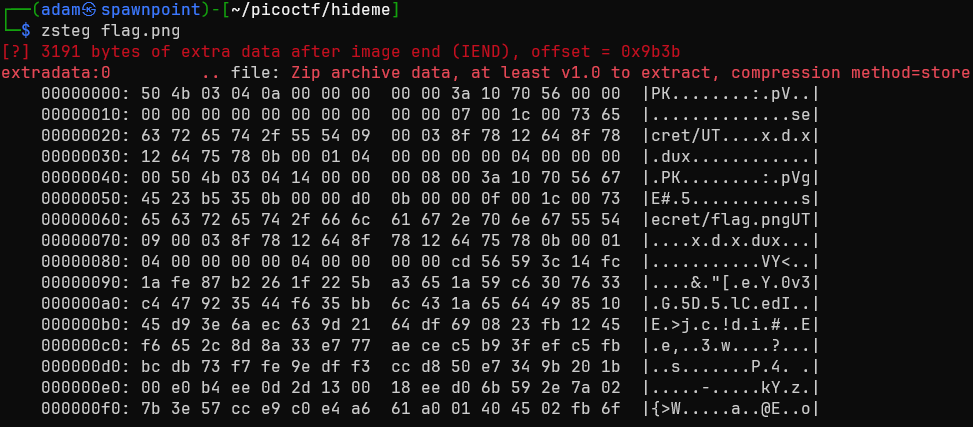 ┌──(adam㉿spawnpoint)-[~/picoctf/hideme]
└─$ zsteg flag.png
[?] 3191 bytes of extra data after image end (IEND), offset = 0x9b3b
extradata:0         .. file: Zip archive data, at least v1.0 to extract, compression method=store
    00000000: 50 4b 03 04 0a 00 00 00  00 00 3a 10 70 56 00 00  |PK........:.pV..|
    00000010: 00 00 00 00 00 00 00 00  00 00 07 00 1c 00 73 65  |..............se|
    00000020: 63 72 65 74 2f 55 54 09  00 03 8f 78 12 64 8f 78  |cret/UT....x.d.x|
    00000030: 12 64 75 78 0b 00 01 04  00 00 00 00 04 00 00 00  |.dux............|
    00000040: 00 50 4b 03 04 14 00 00  00 08 00 3a 10 70 56 67  |.PK........:.pVg|
    00000050: 45 23 b5 35 0b 00 00 d0  0b 00 00 0f 00 1c 00 73  |E#.5...........s|
    00000060: 65 63 72 65 74 2f 66 6c  61 67 2e 70 6e 67 55 54  |ecret/flag.pngUT|
    00000070: 09 00 03 8f 78 12 64 8f  78 12 64 75 78 0b 00 01  |....x.d.x.dux...|
    00000080: 04 00 00 00 00 04 00 00  00 00 cd 56 59 3c 14 fc  |...........VY<..|
    00000090: 1a fe 87 b2 26 1f 22 5b  a3 65 1a 59 c6 30 76 33  |....&."[.e.Y.0v3|
    000000a0: c4 47 92 35 44 f6 35 bb  6c 43 1a 65 64 49 85 10  |.G.5D.5.lC.edI..|
    000000b0: 45 d9 3e 6a ec 63 9d 21  64 df 69 08 23 fb 12 45  |E.>j.c.!d.i.#..E|
    000000c0: f6 65 2c 8d 8a 33 e7 77  ae ce c5 b9 3f ef c5 fb  |.e,..3.w....?...|
    000000d0: bc db 73 f7 fe 9e df f3  cc d8 50 e7 34 9b 20 1b  |..s.......P.4. .|
    000000e0: 00 e0 b4 ee 0d 2d 13 00  18 ee d0 6b 59 2e 7a 02  |.....-.....kY.z.|
    000000f0: 7b 3e 57 cc e9 c0 e4 a6  61 a0 01 40 45 02 fb 6f  |{>W.....a..@E..o|